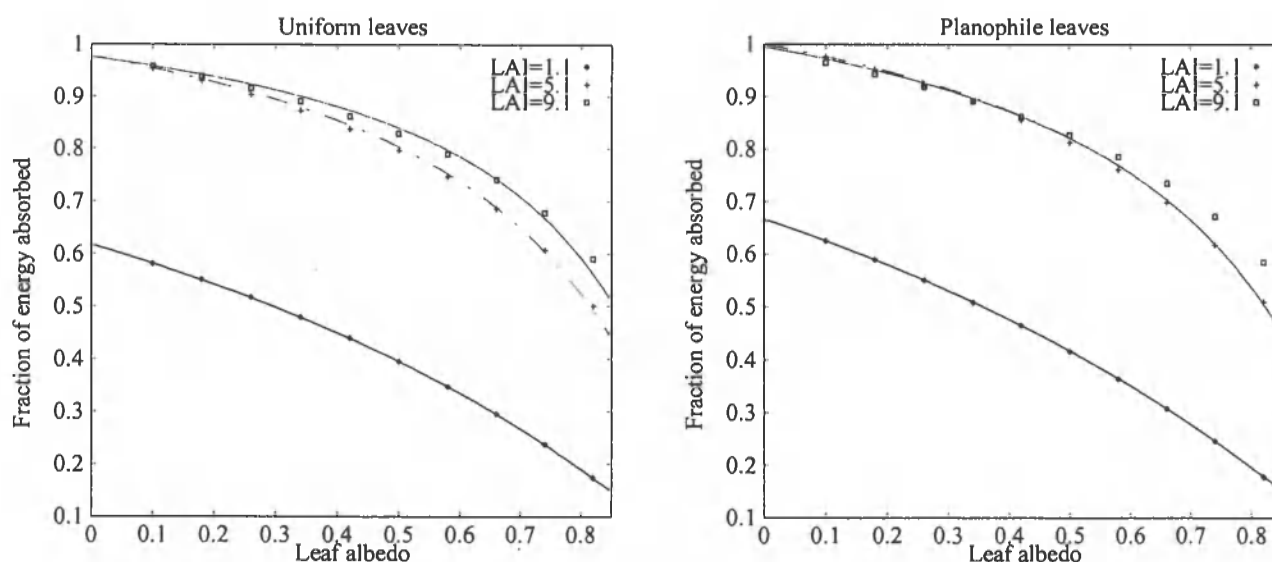 Uniform leaves
1
0.9
0.8
0.7
0.6
0.5
0.4
0.3
0.2
0.1
Fraction of energy absorbed
LAI=1.1
LAI=5.1
LAI=9.1
0 0.1 0.2 0.3 0.4 0.5 0.6 0.7 0.8
Leaf albedo
Planophile leaves
1
0.9
0.8
0.7
0.6
0.5
0.4
0.3
0.2
0.1
Fraction of energy absorbed
LAI=1.1
LAI=5.1
LAI=9.1
0 0.1 0.2 0.3 0.4 0.5 0.6 0.7 0.8
Leaf albedo